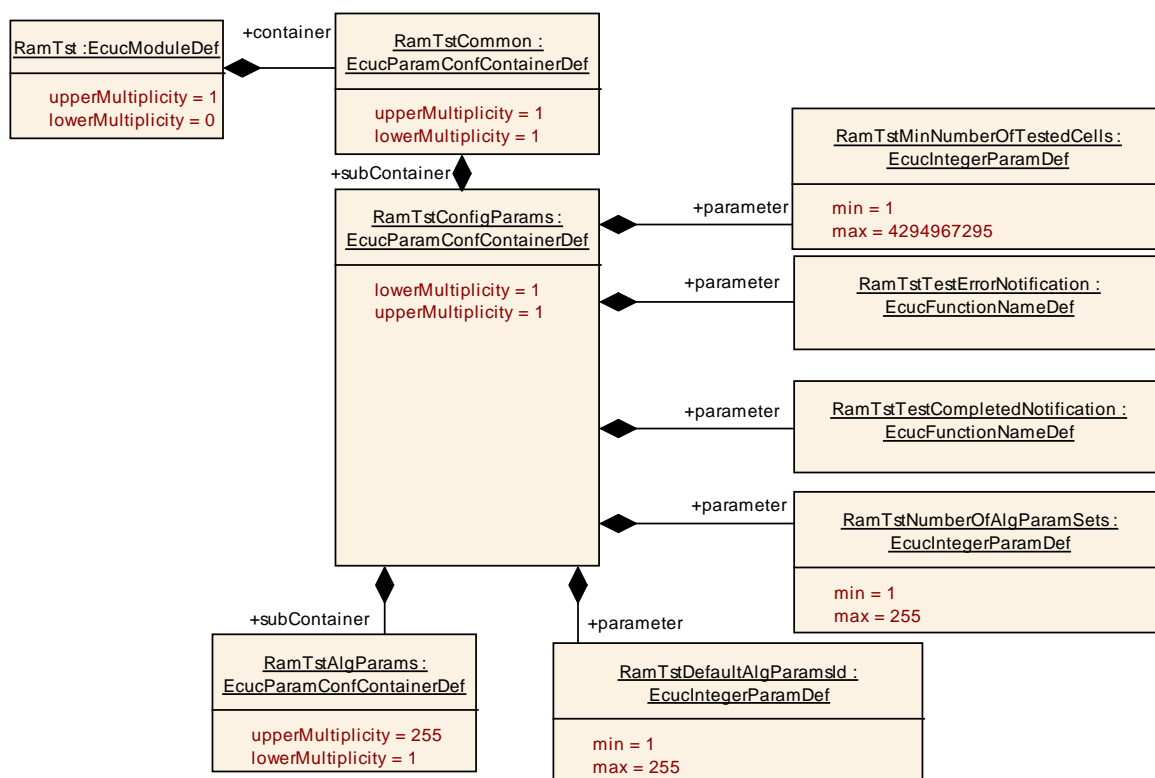 RamTst :EcucModuleDef
upperMultiplicity = 1
lowerMultiplicity = 0
+container
RamTstCommon :
EcucParamConfContainerDef
upperMultiplicity = 1
lowerMultiplicity = 1
+subContainer
RamTstConfigParams :
EcucParamConfContainerDef
lowerMultiplicity = 1
upperMultiplicity = 1
+parameter
RamTstMinNumberOfTestedCells :
EcucIntegerParamDef
min = 1
max = 4294967295
+parameter
RamTstTestErrorNotification :
EcucFunctionNameDef
+parameter
RamTstTestCompletedNotification :
EcucFunctionNameDef
+parameter
RamTstNumberOfAlgParamSets :
EcucIntegerParamDef
min = 1
max = 255
+subContainer
RamTstAlgParams :
EcucParamConfContainerDef
upperMultiplicity = 255
lowerMultiplicity = 1
+parameter
RamTstDefaultAlgParamsId :
EcucIntegerParamDef
min = 1
max = 255